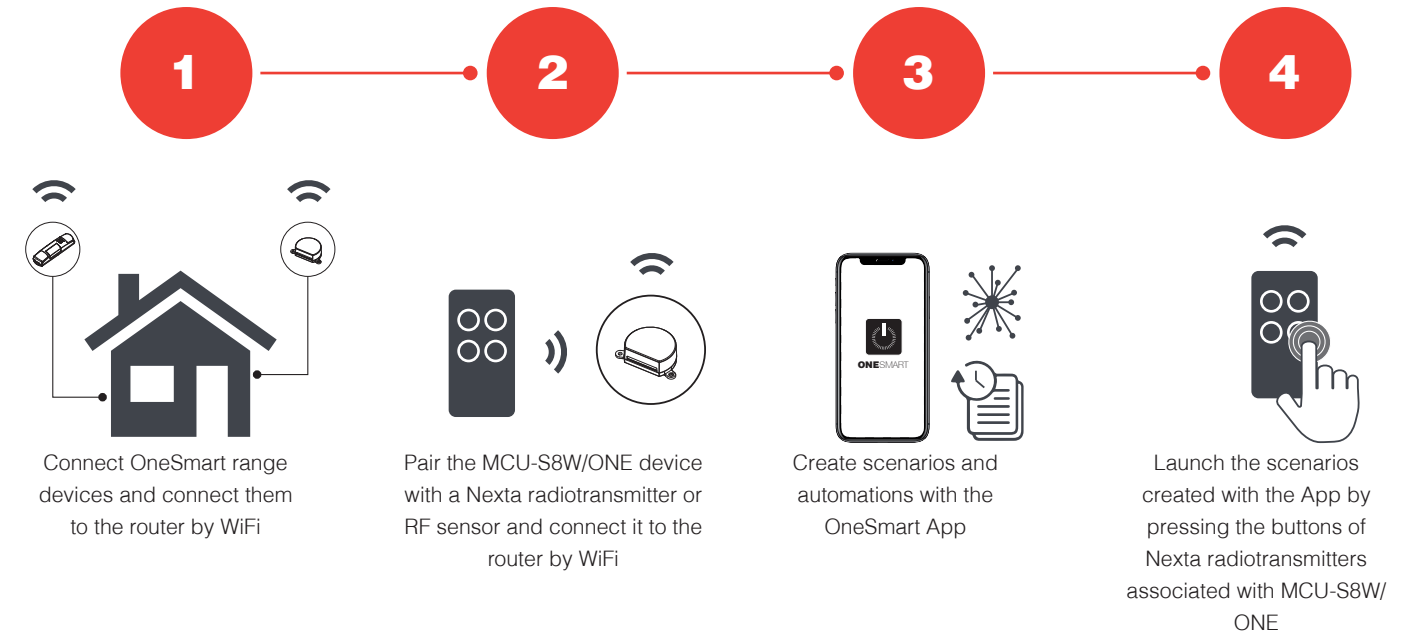 1
2
3
4
ONESMART
Connect OneSmart range
devices and connect them
to the router by WiFi
Pair the MCU-S8W/ONE device
with a Nexta radiotransmitter or
RF sensor and connect it to the
router by WiFi
Create scenarios and
automations with the
OneSmart App
Launch the scenarios
created with the App by
pressing the buttons of
Nexta radiotransmitters
associated with MCU-S8W/
ONE